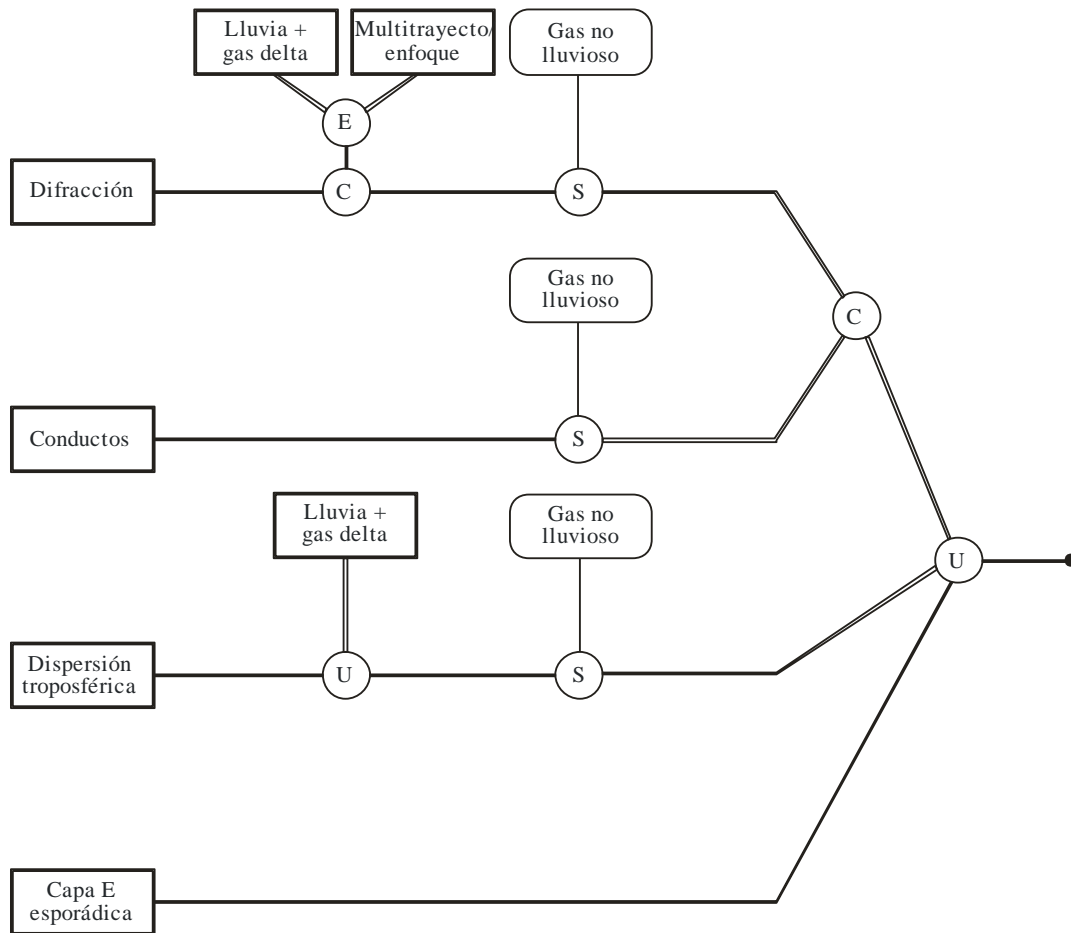 Lluvia +
gas delta
Multitrayecto/
enfoque
Gas no
lluvioso
E
Difracción
C
S
Gas no
lluvioso
C
Conductos
S
Lluvia +
gas delta
Gas no
lluvioso
U
Dispersión
troposférica
U
S
Capa E
esporádica